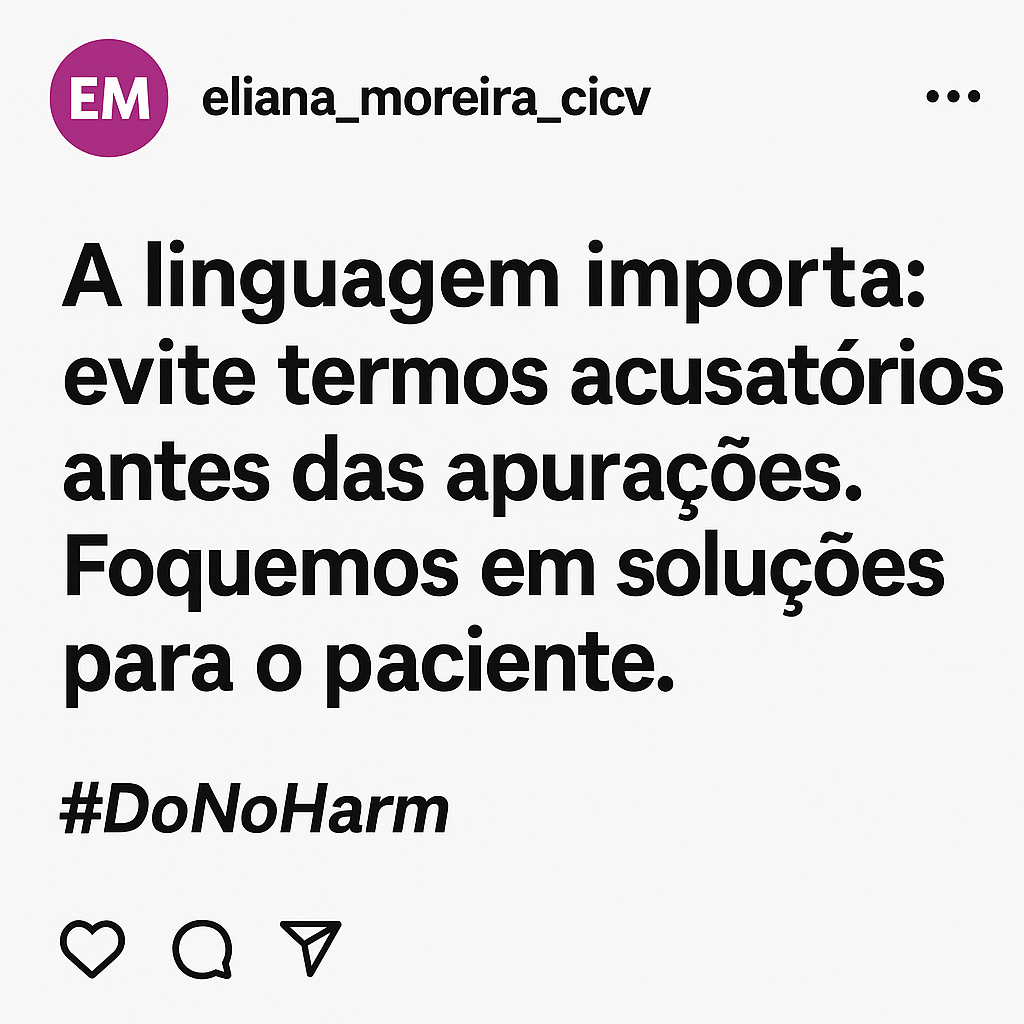 EM
eliana_moreira_cicv
A linguagem importa:
evite termos acusatórios
antes das apurações.
Foquemos em soluções
para o paciente.
#DoNoHarm